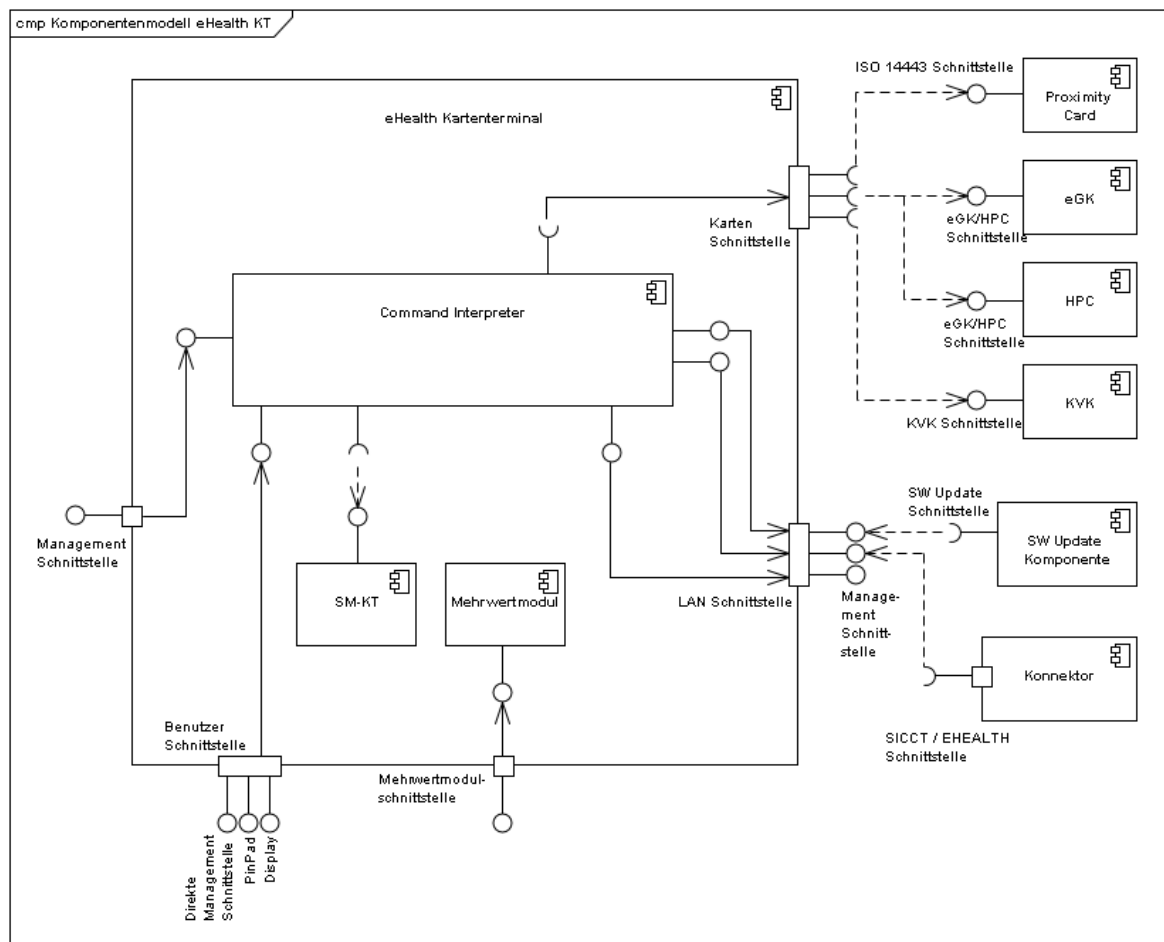 cmp Komponentenmodell eHealth KT
ISO 14443 Schnittstelle
Proximity
Card
eHealth Kartenterminal
eGK
Karten
Schnittstelle
eGK/HPC
Schnittstelle
HPC
Command Interpreter
eGK/HPC
Schnittstelle
KVK
KVK Schnittstelle
SW Update
Schnittstelle
SW Update
Komponente
Management
Schnittstelle
SM-KT
Mehrwertmodul
LAN Schnittstelle
Manage-
ment
Schnitt-
stelle
Konnektor
Benutzer
Schnittstelle
SICCT / EHEALTH
Schnittstelle
Mehrwertmodul-
schnittstelle
Direkte
Management
Schnittstelle
PinPad
Display